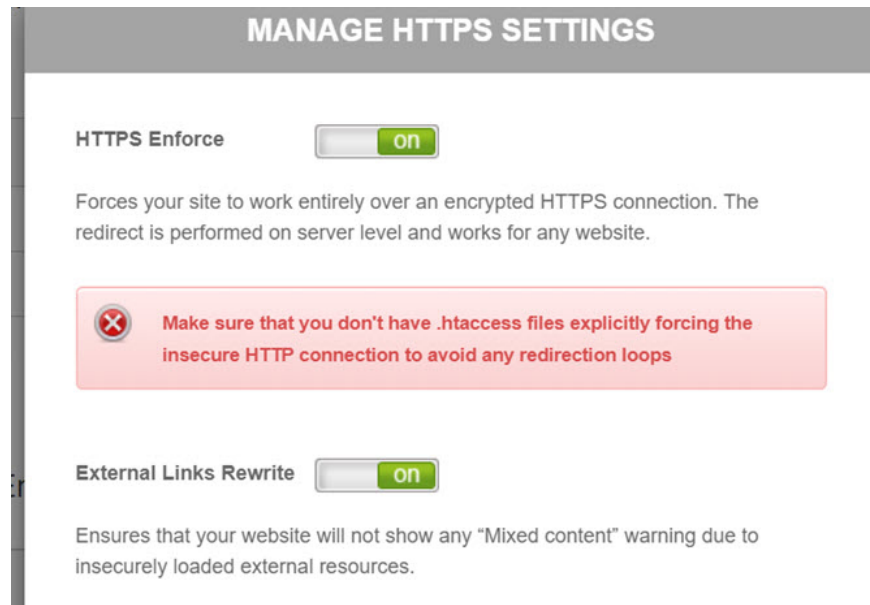 MANAGE HTTPS SETTINGS
HTTPS Enforce
on
Forces your site to work entirely over an encrypted HTTPS connection. The
redirect is performed on server level and works for any website.
Make sure that you don't have .htaccess files explicitly forcing the
insecure HTTP connection to avoid any redirection loops
External Links Rewrite
on
Ensures that your website will not show any “Mixed content” warning due to
insecurely loaded external resources.